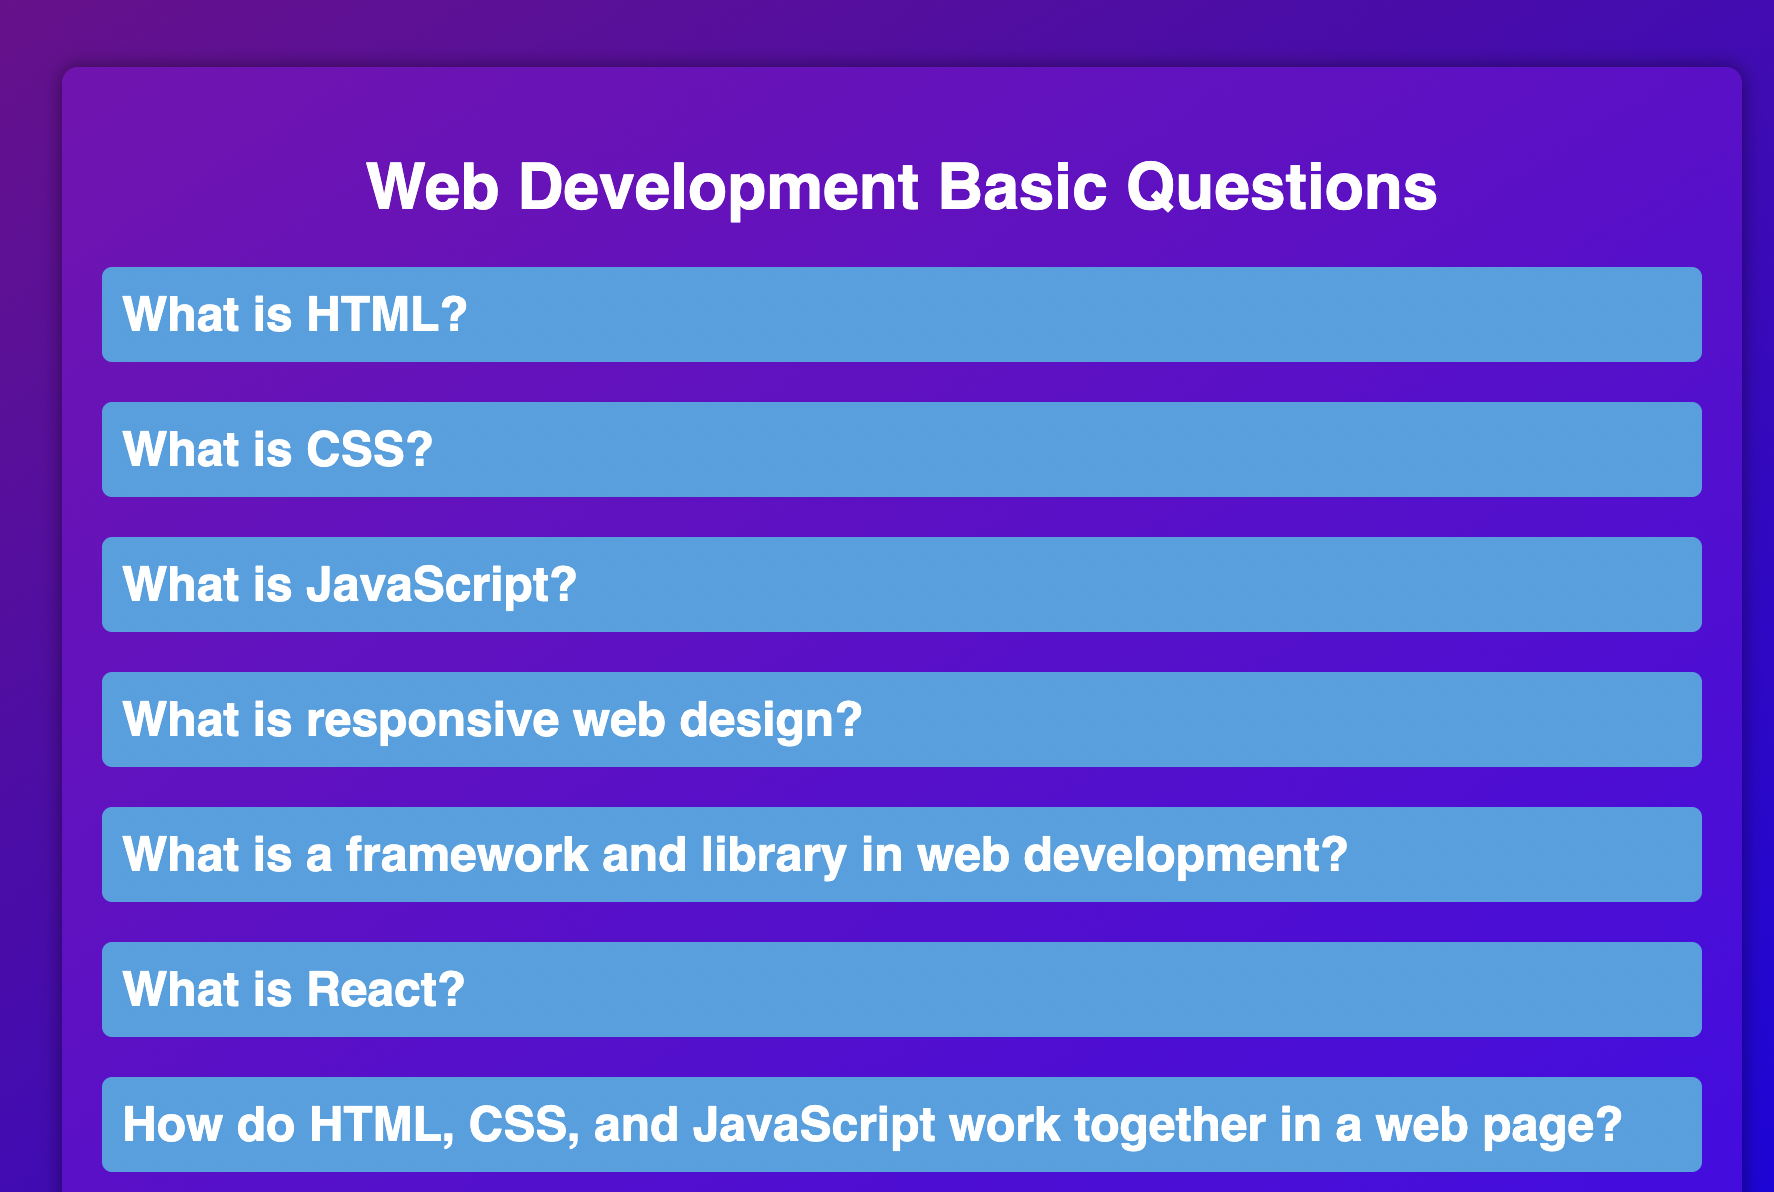 Web Development Basic Questions
What is HTML?
What is CSS?
What is JavaScript?
What is responsive web design?
What is a framework and library in web development?
What is React?
How do HTML, CSS, and JavaScript work together in a web page?